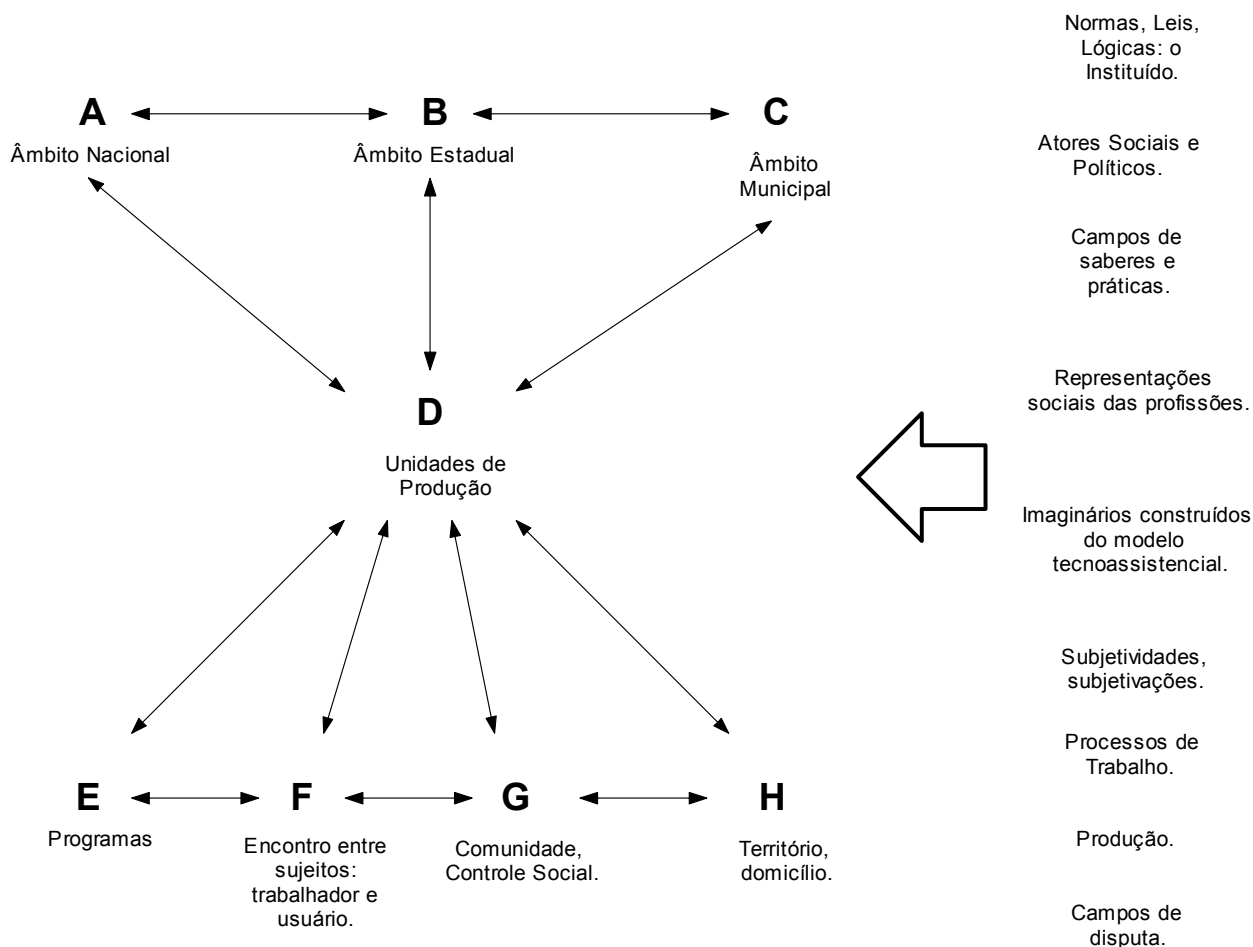 A
B
C
Âmbito Nacional
Âmbito Estadual
Âmbito
Municipal
D
Unidades de
Produção
E
Programas
F
Encontro entre
sujeitos:
trabalhador e
usuário.
G
Comunidade,
Controle Social.
H
Território,
domicílio.
Normas, Leis,
Lógicas: o
Instituído.
Atores Sociais e
Políticos.
Campos de
saberes e
práticas.
Representações
sociais das profissões.
Imaginários construídos
do modelo
tecnoassistencial.
Subjetividades,
subjetivações.
Processos de
Trabalho.
Produção.
Campos de
disputa.